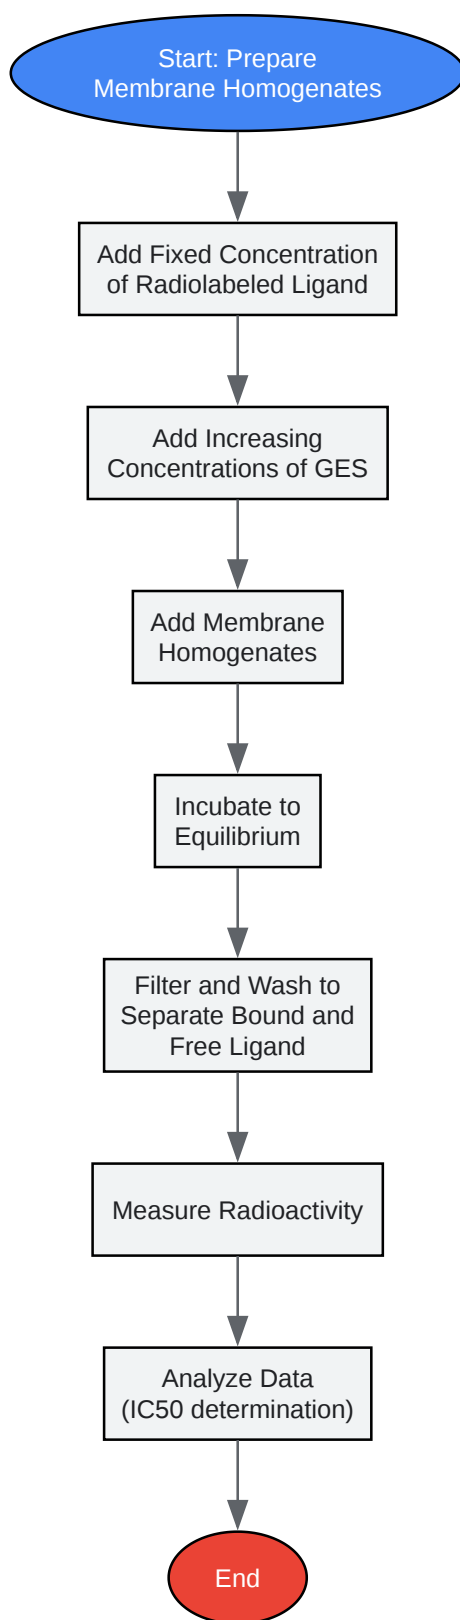 Start: Prepare
Membrane Homogenates
Add Fixed Concentration
of Radiolabeled Ligand
Add Increasing
Concentrations of GES
Add Membrane
Homogenates
Incubate to
Equilibrium
Filter and Wash to
Separate Bound and
Free Ligand
Measure Radioactivity
Analyze Data
(IC50 determination)
End